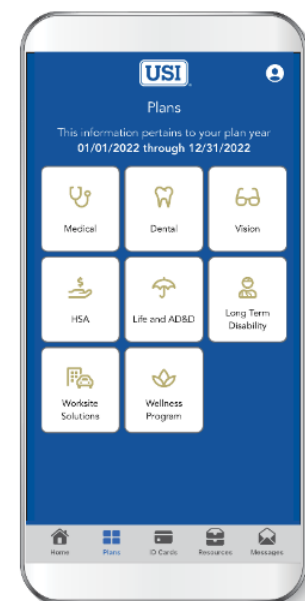 USI
Plans
This information pertains to your plan year
01/01/2022 through 12/31/2022
Medical
Dental
Vision
HSA
Life and AD&D
Long Term
Disability
Worksite
Solutions
Wellness
Program
Home
Plans
ID Cards
Resources
Messages